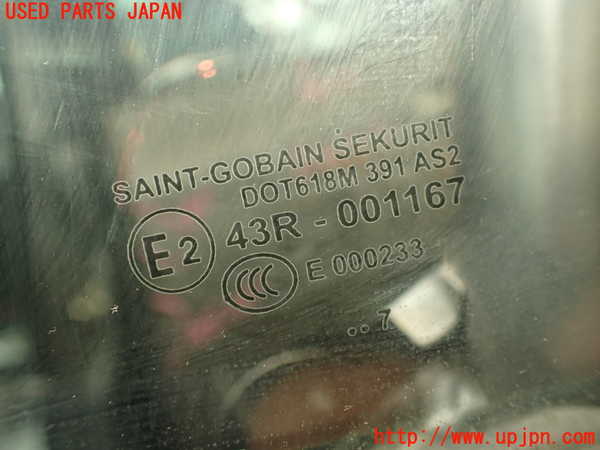 USED PARTS JAPAN
SAINT-GOBAIN SEKURIT
DOT618M 391 AS2
E2 43R - 001167
CCC E 000233
.. 7
http://www.upjpn.com